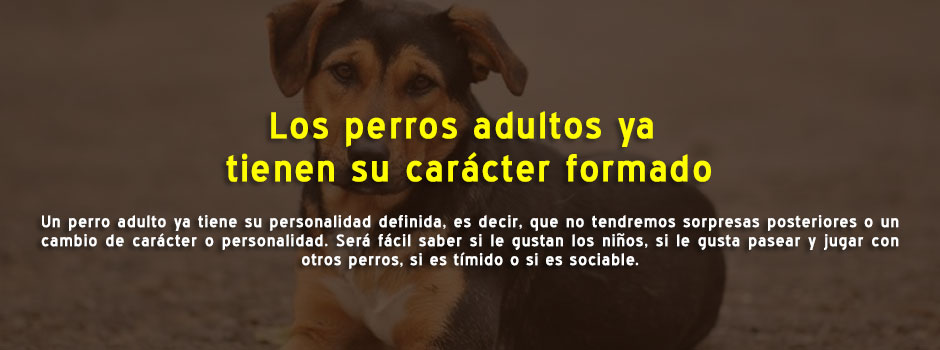 Los perros adultos ya
tienen su carácter formado
Un perro adulto ya tiene su personalidad definida, es decir, que no tendremos sorpresas posteriores o un
cambio de carácter o personalidad. Será fácil saber si le gustan los niños, si le gusta pasear y jugar con
otros perros, si es tímido o si es sociable.